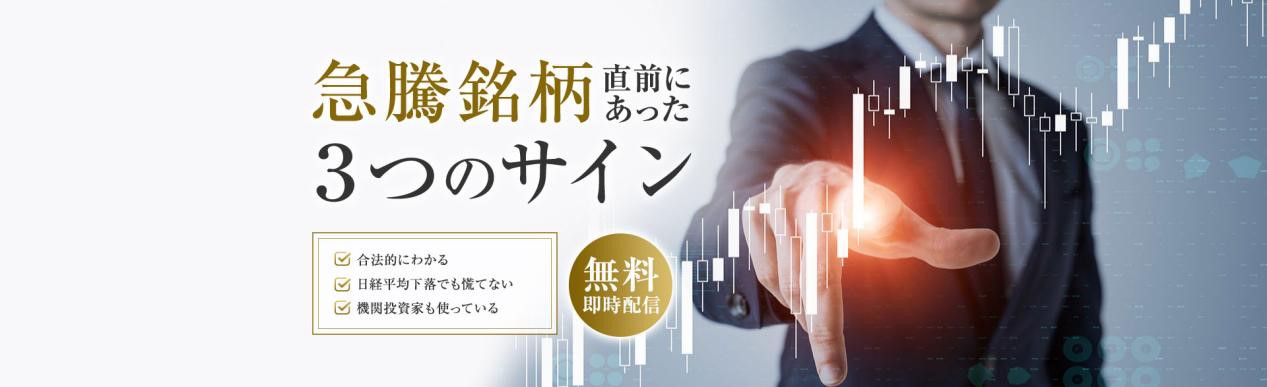 急騰銘柄直前に
あった
3つのサイン
合法的にわかる
日経平均下落でも慌てない
機関投資家も使っている
無料
即時配信